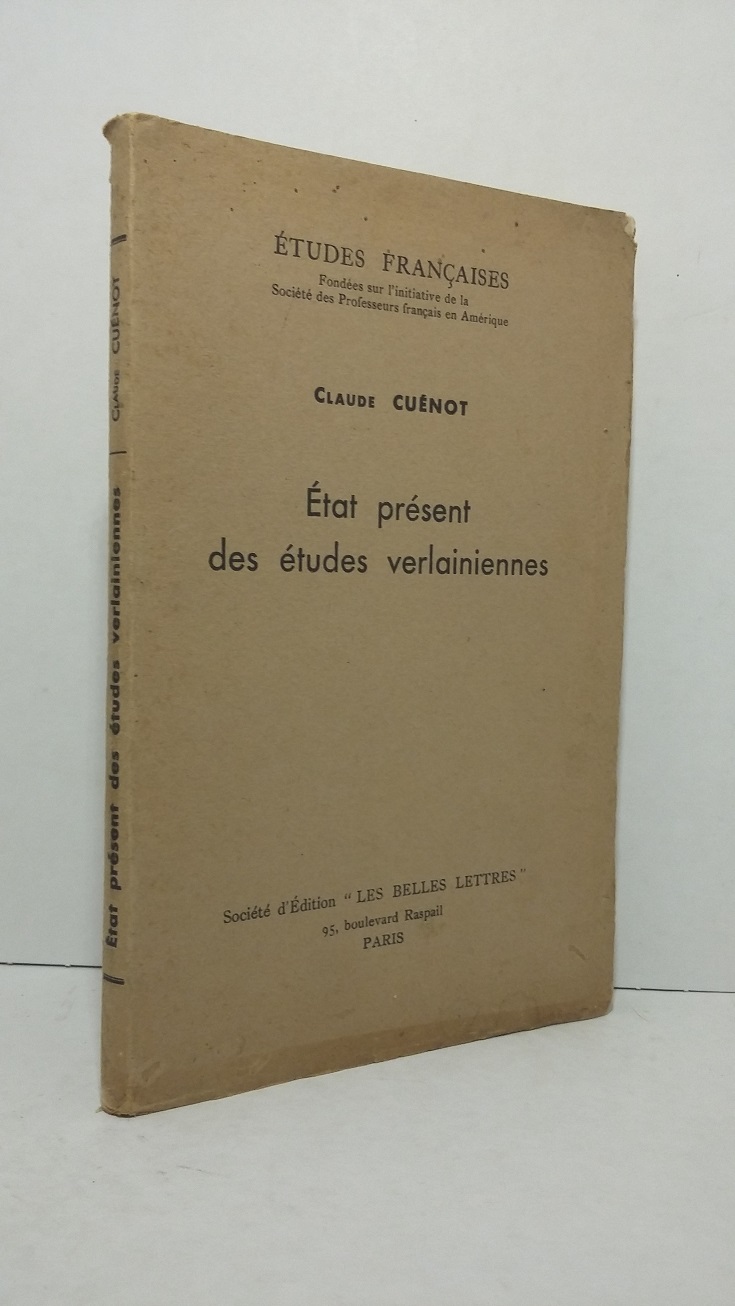 ÉTUDES FRANÇAISES
Fondées sur l'initiative de la
Société des Professeurs français en Amérique
CLAUDE CUÉNOT
État présent
des études verlainiennes
Société d'Édition “ LES BELLES LETTRES ”
95, boulevard Raspail
PARIS
État présent des études verlainiennes
CLAUDE CUÉNOT